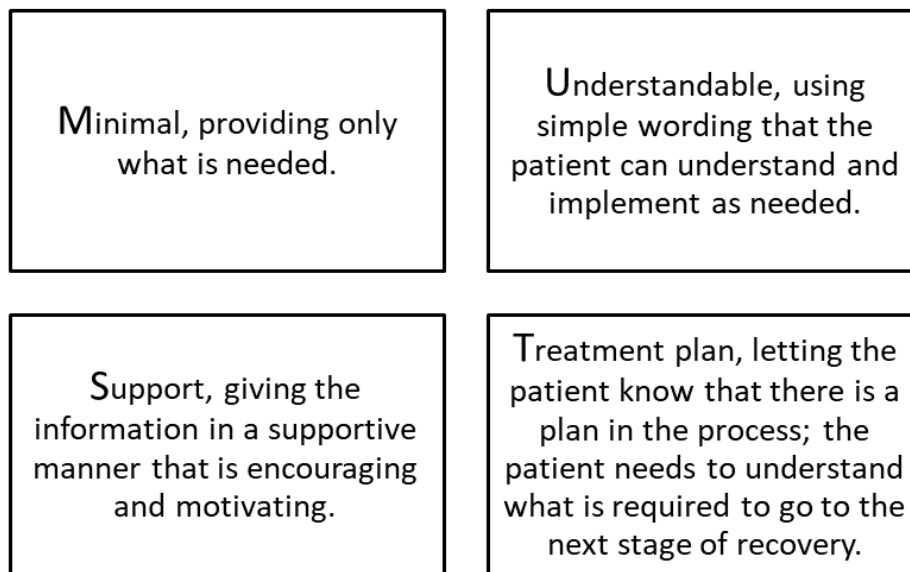 Minimal, providing only
what is needed.
Understandable, using
simple wording that the
patient can understand and
implement as needed.
Support, giving the
information in a supportive
manner that is encouraging
and motivating.
Treatment plan, letting the
patient know that there is a
plan in the process; the
patient needs to understand
what is required to go to the
next stage of recovery.